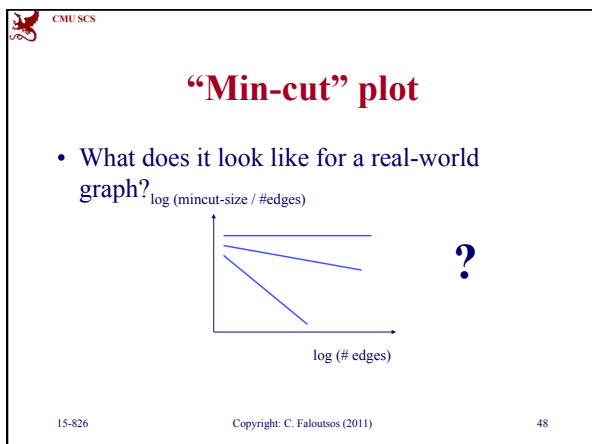 CMU SCS
“Min-cut” plot
• What does it look like for a real-world
graph?
log (mincut-size / #edges)
?
log (# edges)
15-826
Copyright: C. Faloutsos (2011)
48